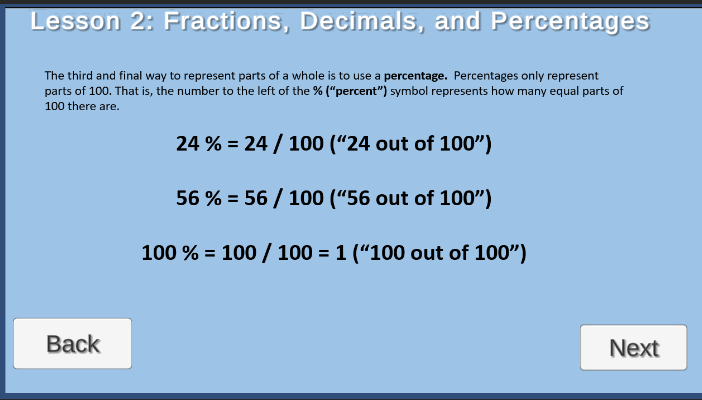 Lesson 2: Fractions, Decimals, and Percentages
The third and final way to represent parts of a whole is to use a percentage.  Percentages only represent
parts of 100. That is, the number to the left of the % (“percent”) symbol represents how many equal parts of
100 there are.
24 % = 24 / 100 (“24 out of 100”)
56 % = 56 / 100 (“56 out of 100”)
100 % = 100 / 100 = 1 (“100 out of 100”)
Back
Next